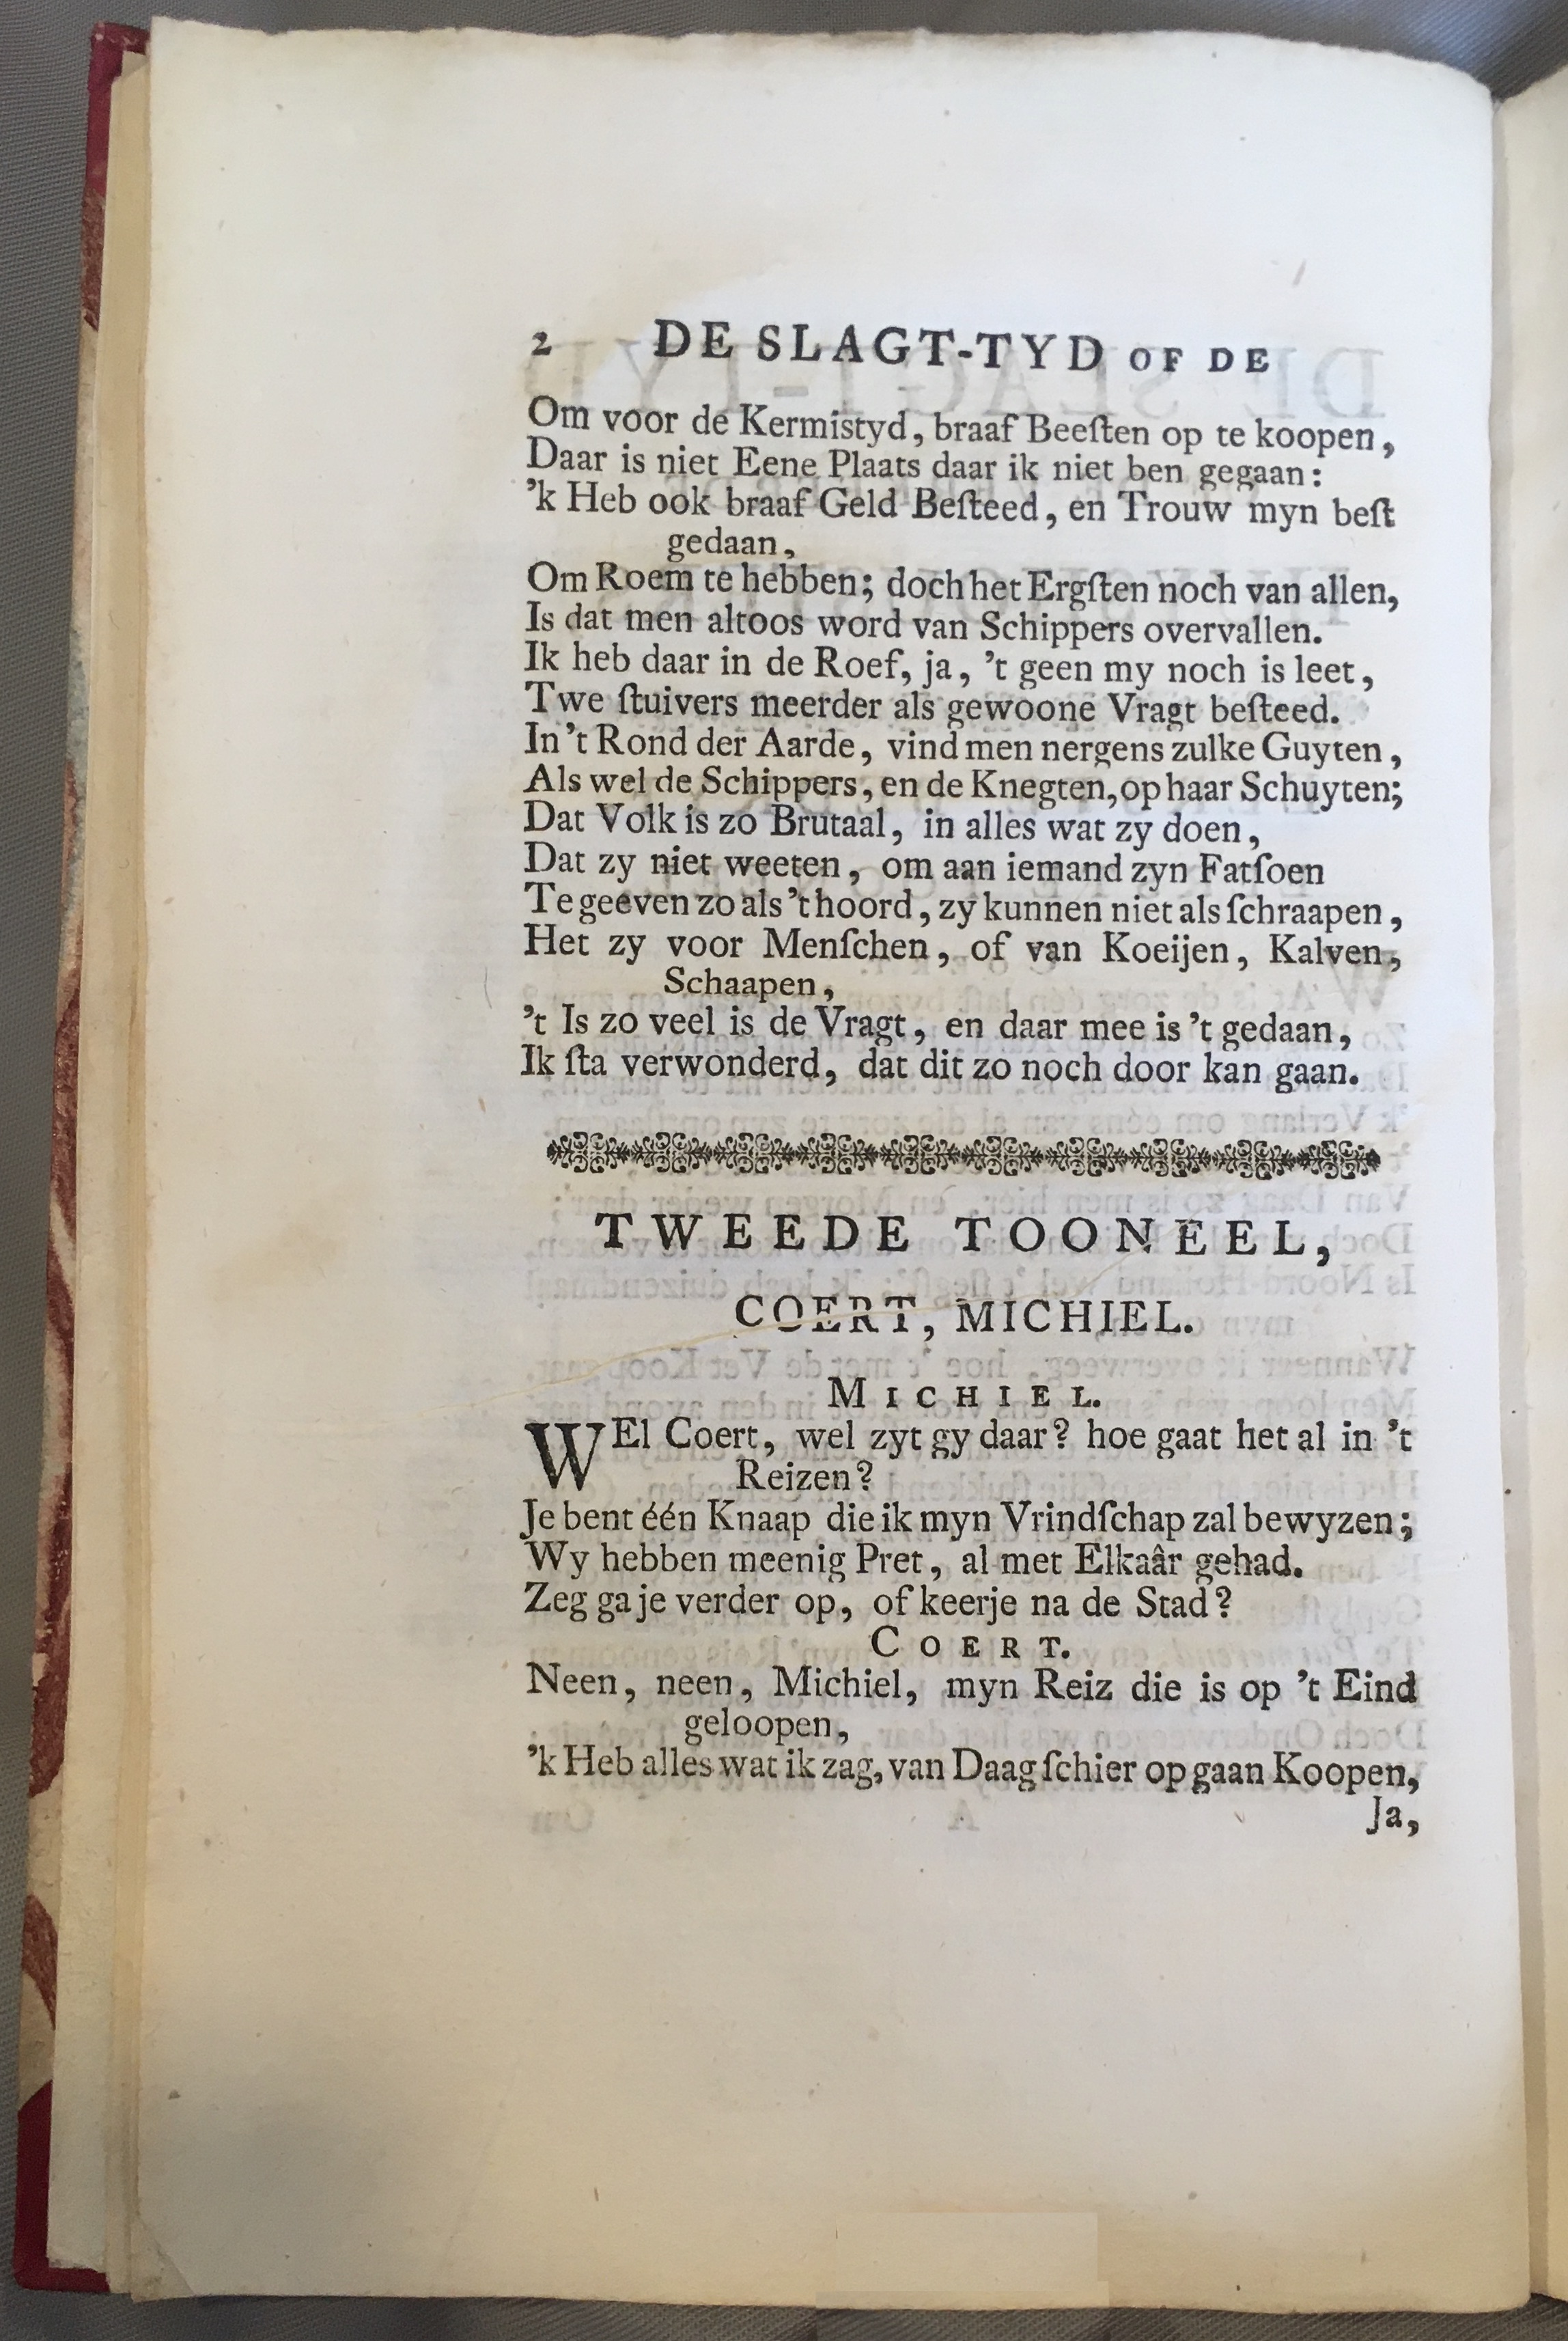 2 DE SLAGT-TYD OF DE
Om voor de Kermistyd, braaf Beeſten op te koopen,
Daar is niet Eene Plaats daar ik niet ben gegaan:
’k Heb ook braaf Geld Beſteed, en Trouw myn beſt
gedaan,
Om Roem te hebben; doch het Ergſten noch van allen,
Is dat men altoos word van Schippers overvallen.
Ik heb daar in de Roef, ja, ’t geen my noch is leet,
Twe ſtuivers meerder als gewoone Vragt beſteed.
In ’t Rond der Aarde, vind men nergens zulke Guyten,
Als wel de Schippers, en de Knegten, op haar Schuyten;
Dat Volk is zo Brutaal, in alles wat zy doen,
Dat zy niet weeten, om aan iemand zyn Fatſoen
Te geeven zo als ’t hoord, zy kunnen niet als ſchraapen,
Het zy voor Menſchen, of van Koeijen, Kalven,
Schaapen,
’t Is zo veel is de Vragt, en daar mee is ’t gedaan,
Ik ſta verwonderd, dat dit zo noch door kan gaan.
TWEEDE TOONEEL,
COERT, MICHIEL.
MICHIEL.
WEl Coert, wel zyt gy daar? hoe gaat het al in ’t
Reizen?
Je bent één Knaap die ik myn Vrindſchap zal bewyzen;
Wy hebben meenig Pret, al met Elkaâr gehad.
Zeg ga je verder op, of keerje na de Stad?
COERT.
Neen, neen, Michiel, myn Reiz die is op ’t Eind
geloopen,
’k Heb alles wat ik zag, van Daag ſchier op gaan Koopen,
Ja,